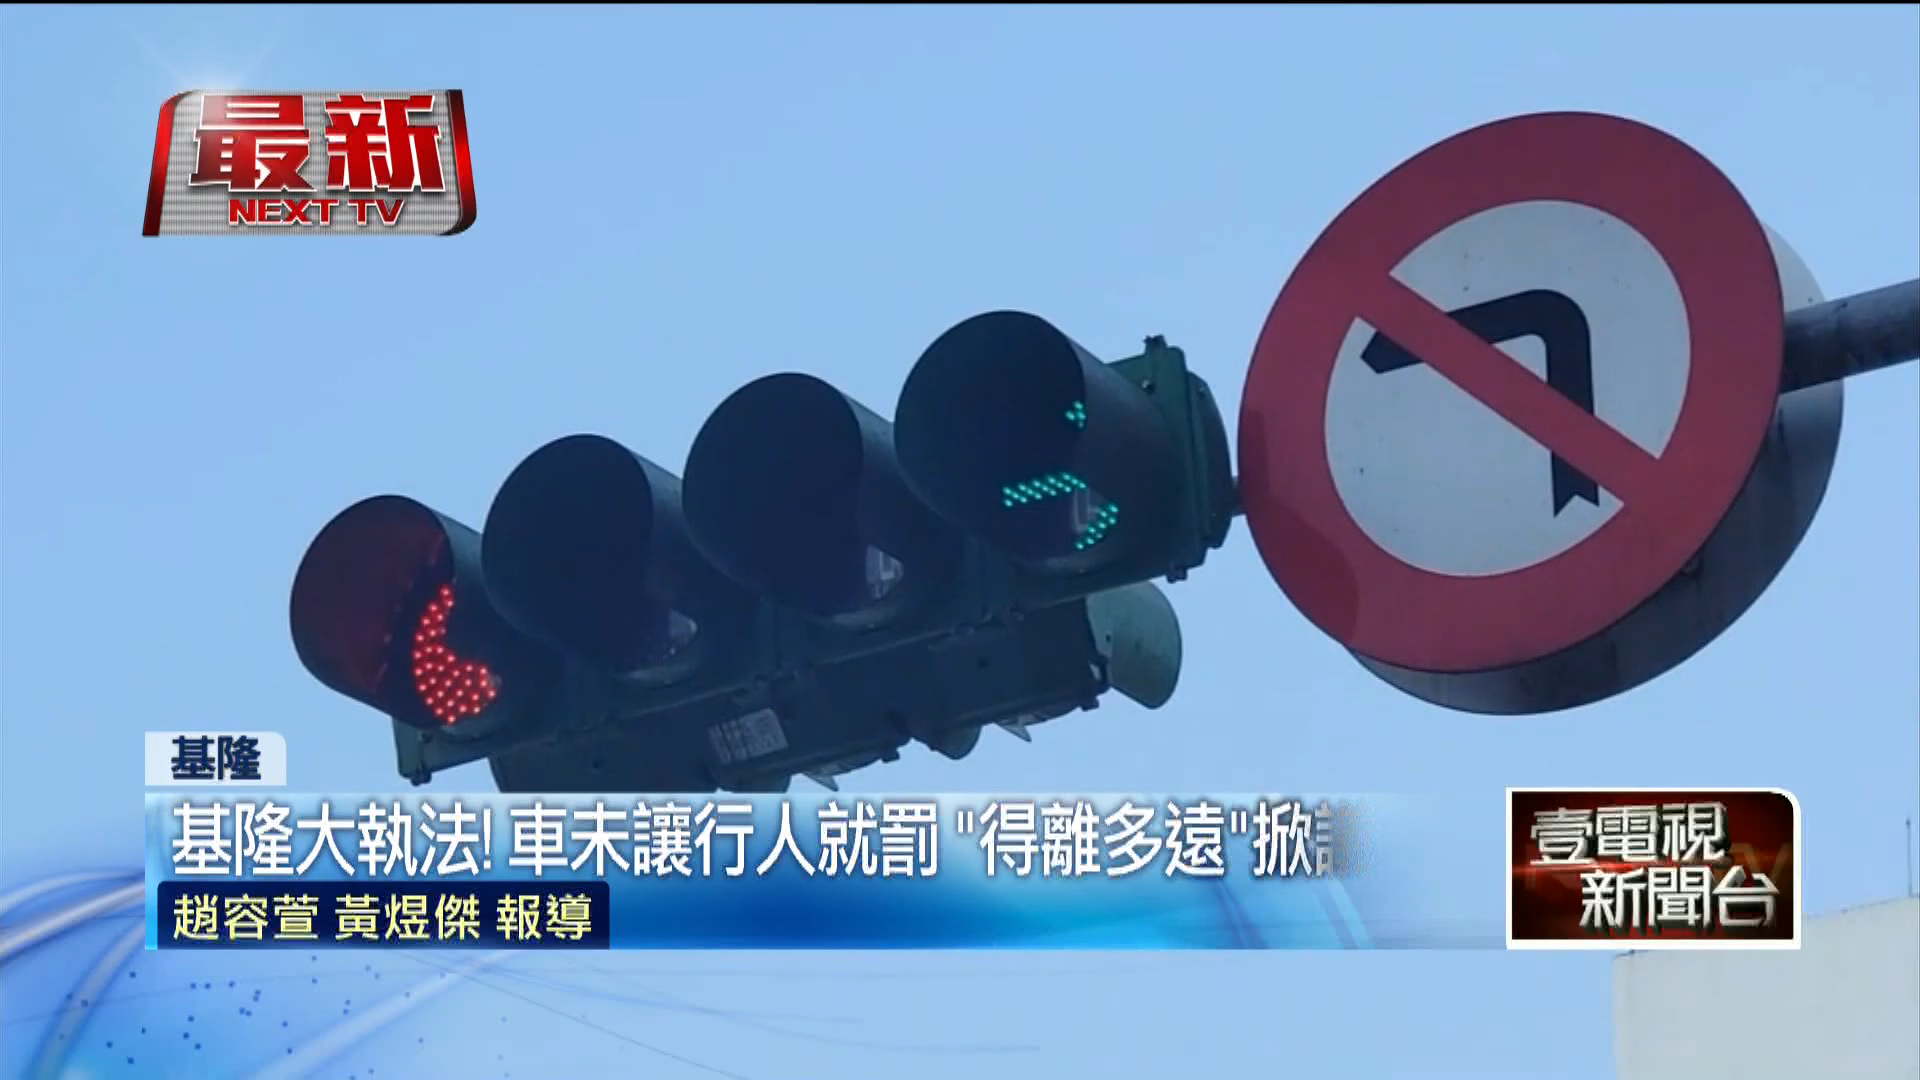 最新
NEXT TV
基隆
基隆大執法! 車未讓行人就罰 "得離多遠"掀
趙容萱 黃煜傑 報導
壹電視
新聞台